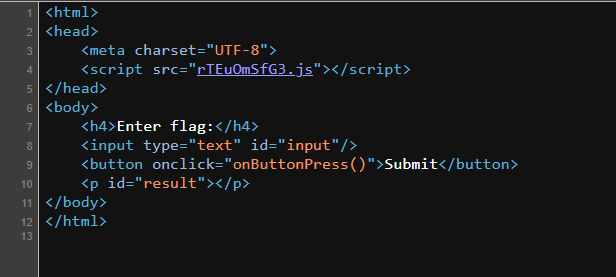 1 <html>
2 <head>
3 <meta charset="UTF-8">
4 <script src="rTEuOmSfG3.js"></script>
5 </head>
6 <body>
7 <h4>Enter flag:</h4>
8 <input type="text" id="input"/>
9 <button onclick="onButtonPress()">Submit</button>
10 <p id="result"></p>
11 </body>
12 </html>
13